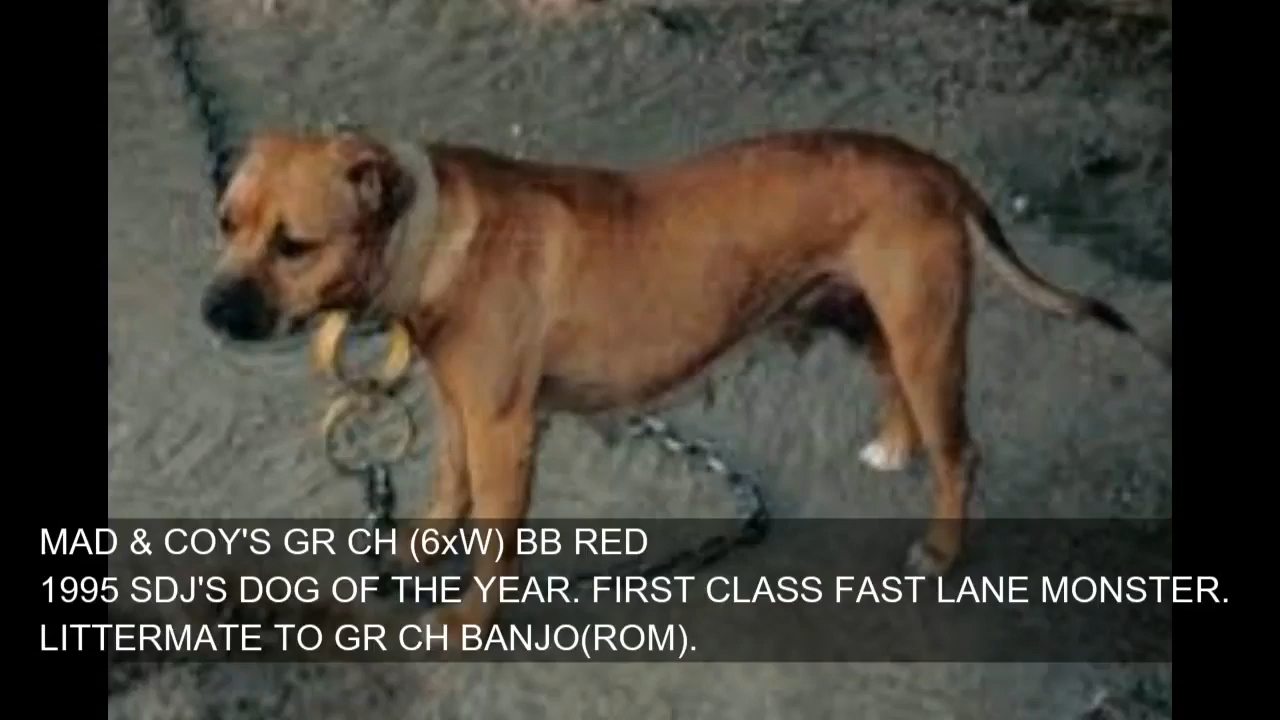 MAD & COY'S GR CH (6xW) BB RED
1995 SDJ'S DOG OF THE YEAR. FIRST CLASS FAST LANE MONSTER.
LITTERMATE TO GR CH BANJO(ROM).